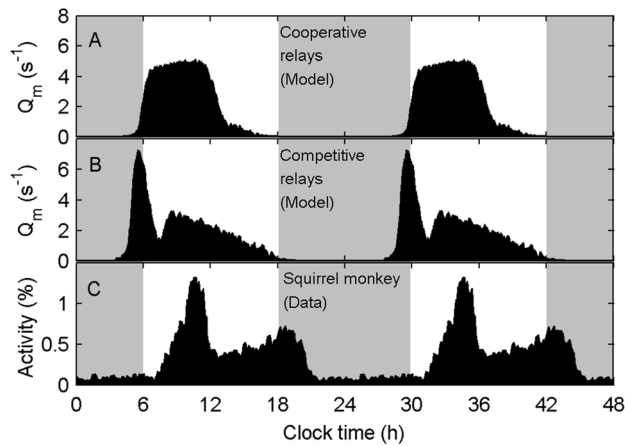 8
6
4
2
0
Qm (s-1)
A
Cooperative
relays
(Model)
6
4
2
0
Qm (s-1)
B
Competitive
relays
(Model)
1
0.5
0
Activity (%)
C
Squirrel monkey
(Data)
0 6 12 18 24 30 36 42 48
Clock time (h)